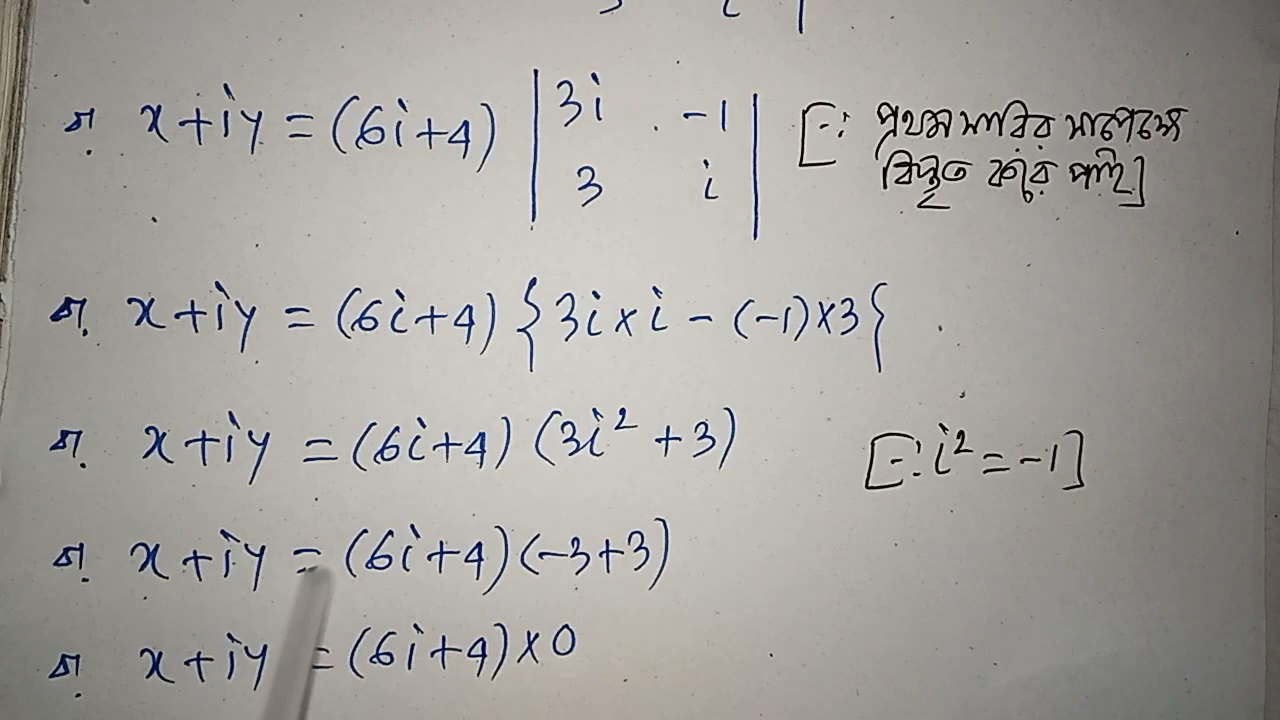 বা, x+iy = (6i+4) | 3i -1 | [∵ প্রথম সারির সাপেক্ষে
| 3 i | বিস্তৃত করে পাই]
বা, x+iy = (6i+4) { 3i×i - (-1)×3 }
বা, x+iy = (6i+4) (3i² +3) [∵ i² = -1]
বা, x+iy = (6i+4) (-3+3)
বা, x+iy = (6i+4) × 0